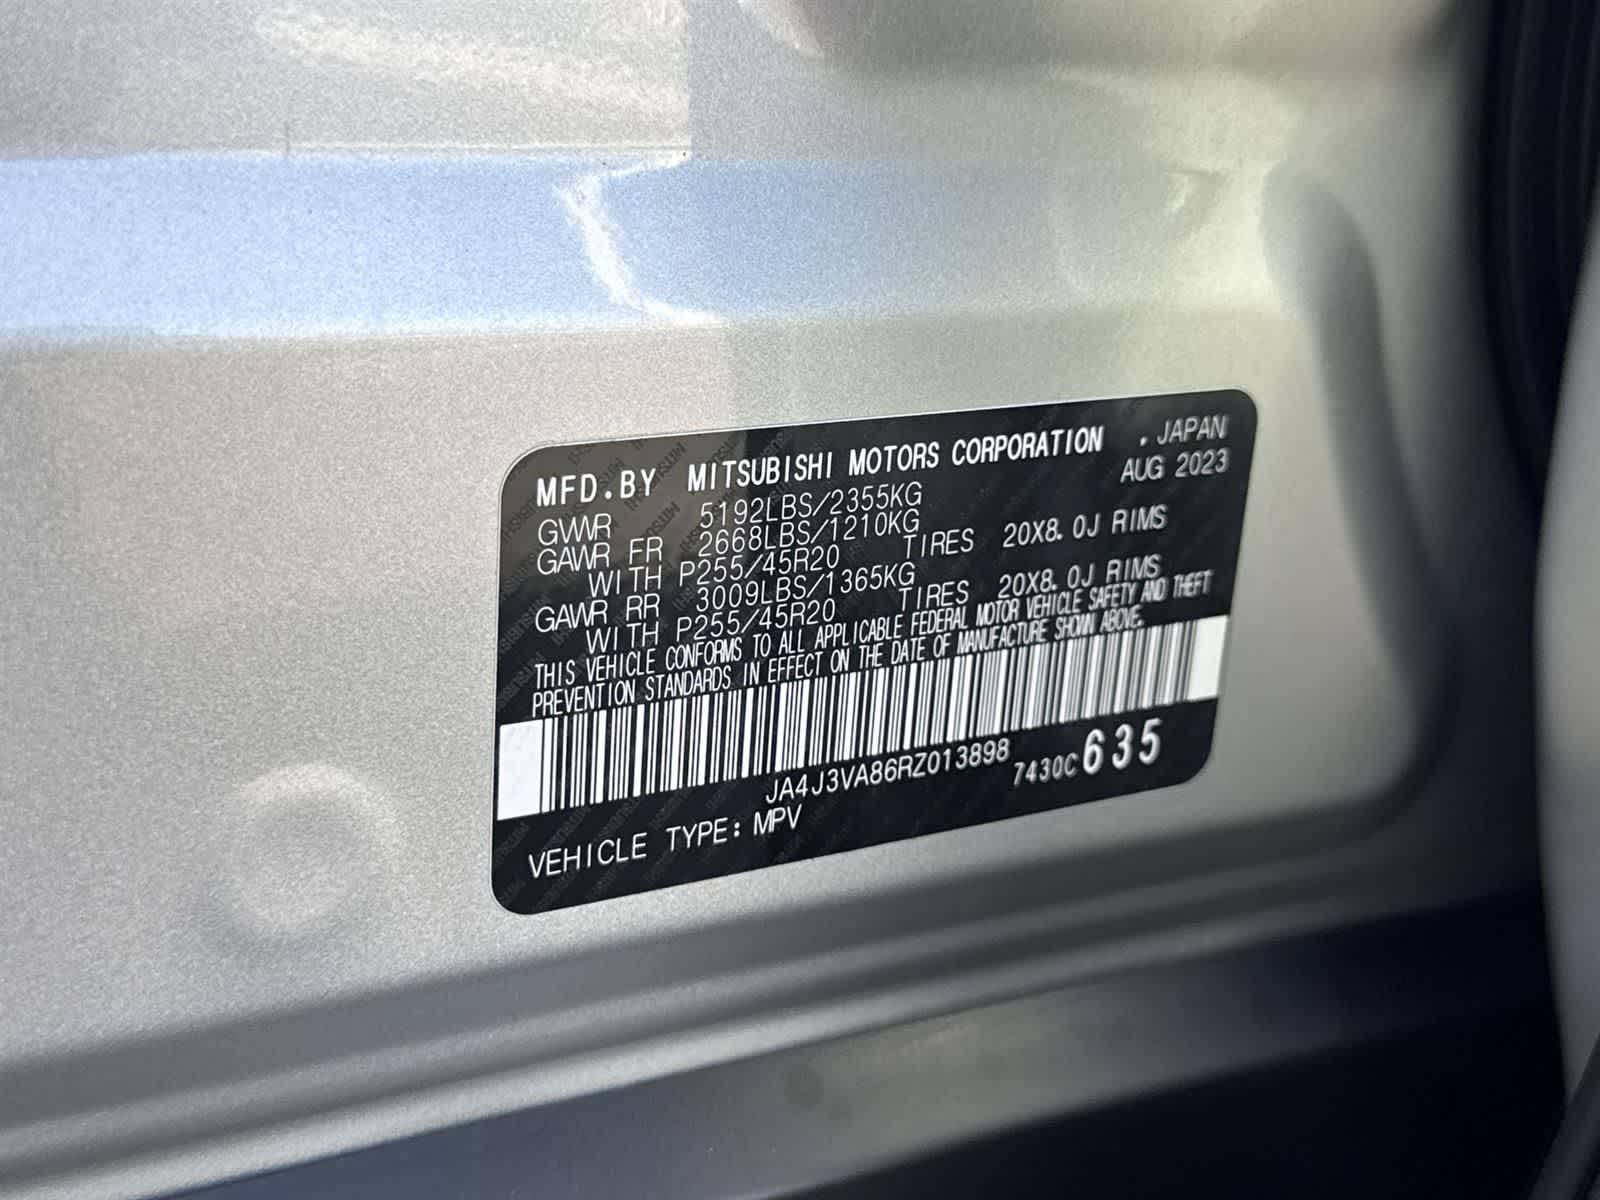 MFD.BY MITSUBISHI MOTORS CORPORATION . JAPAN
AUG 2023
GVWR 5192LBS/2355KG
GAWR FR 2668LBS/1210KG
WITH P255/45R20 TIRES 20X8.0J RIMS
GAWR RR 3009LBS/1365KG
WITH P255/45R20 TIRES 20X8.0J RIMS
THIS VEHICLE CONFORMS TO ALL APPLICABLE FEDERAL MOTOR VEHICLE SAFETY AND THEFT
PREVENTION STANDARDS IN EFFECT ON THE DATE OF MANUFACTURE SHOWN ABOVE.
JA4J3VA86RZ013898 7430C635
VEHICLE TYPE: MPV